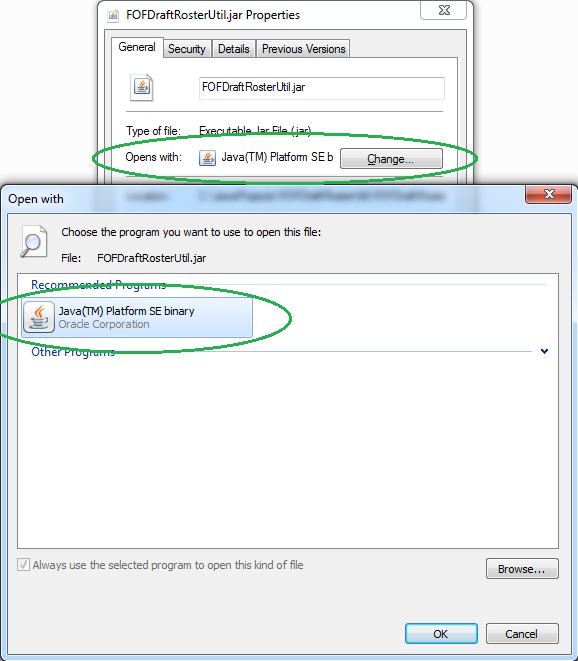 FOFDraftRosterUtil.jar Properties
General
Security
Details
Previous Versions
FOFDraftRosterUtil.jar
Type of file: Executable Jar File (.jar)
Opens with: Java(TM) Platform SE b
Change...
Location:
Open with
Choose the program you want to use to open this file:
File: FOFDraftRosterUtil.jar
Recommended Programs
Java(TM) Platform SE binary
Oracle Corporation
Other Programs
Always use the selected program to open this kind of file
Browse...
OK
Cancel